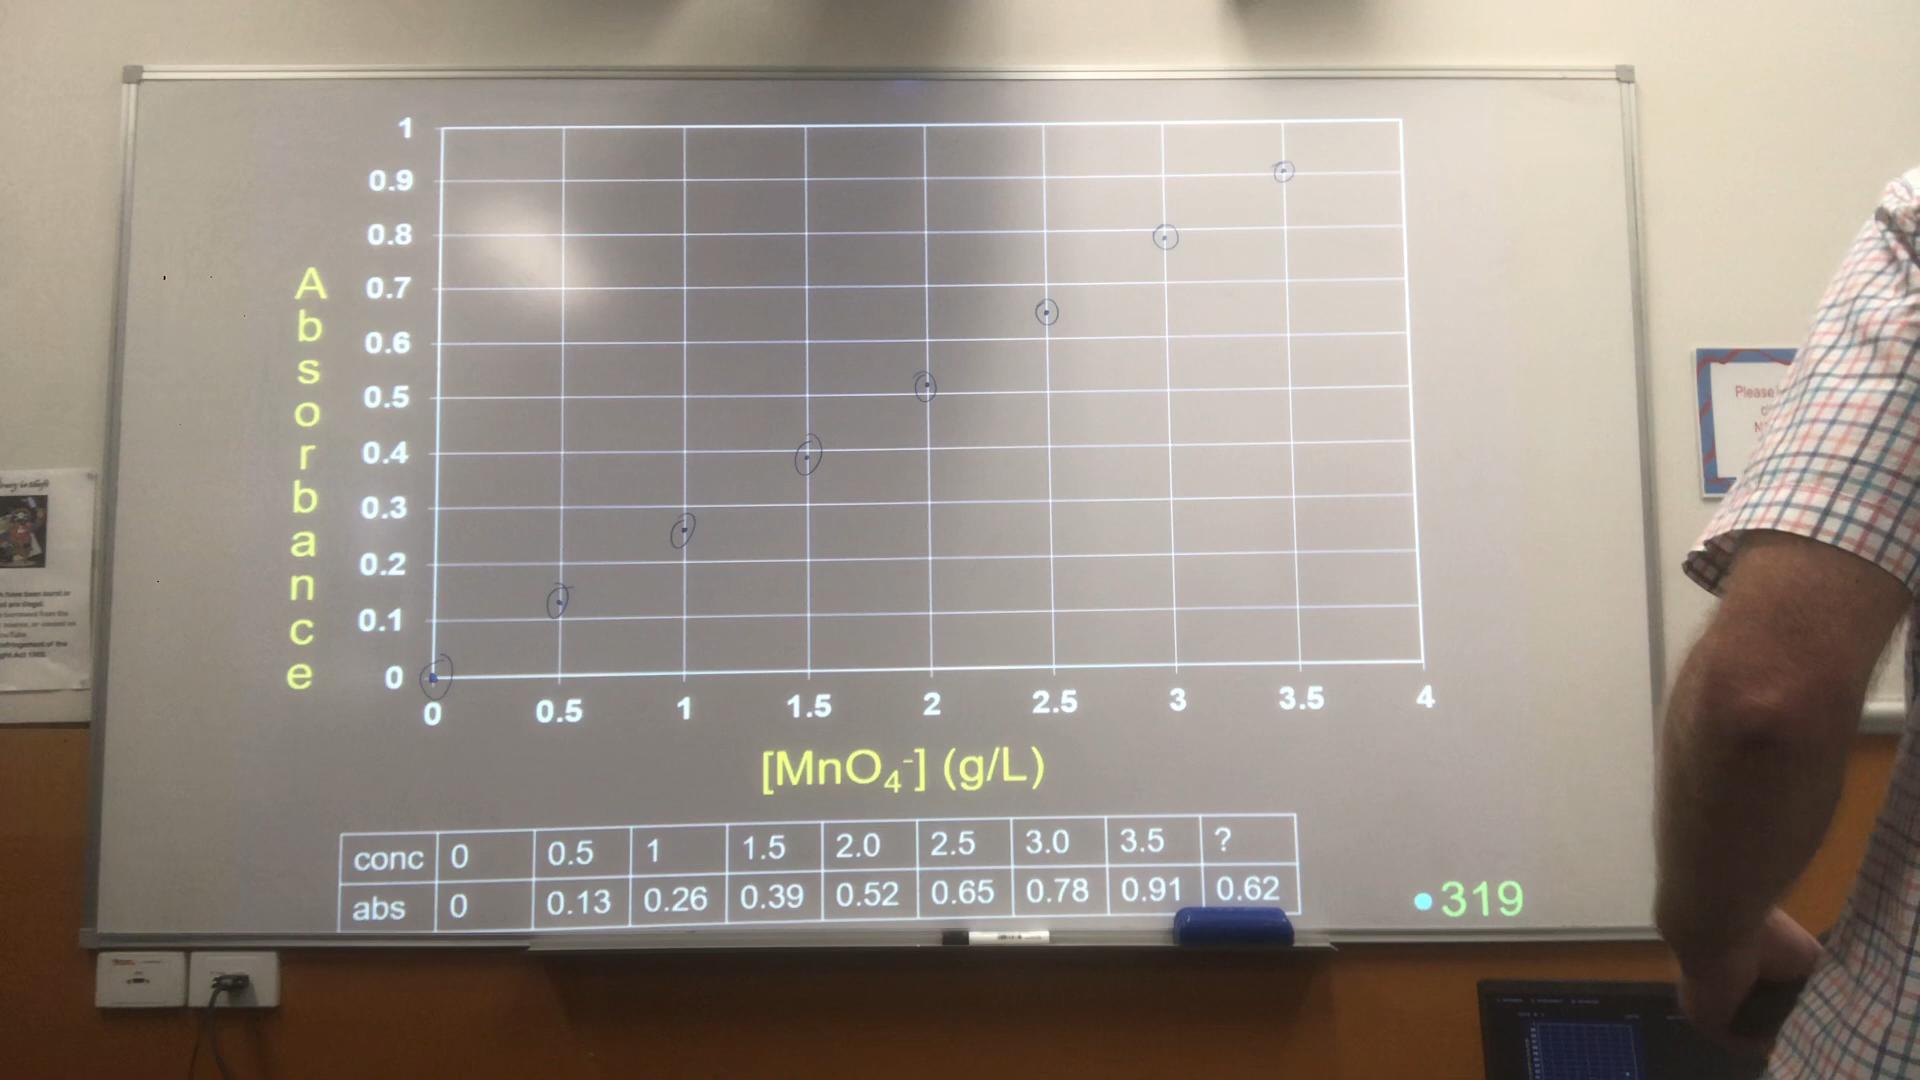 1
0.9
0.8
0.7
0.6
0.5
0.4
0.3
0.2
0.1
0
Absorbance
0 0.5 1 1.5 2 2.5 3 3.5 4
[MnO₄⁻] (g/L)
conc 0 0.5 1 1.5 2.0 2.5 3.0 3.5 ?
abs 0 0.13 0.26 0.39 0.52 0.65 0.78 0.91 0.62
•319
Please